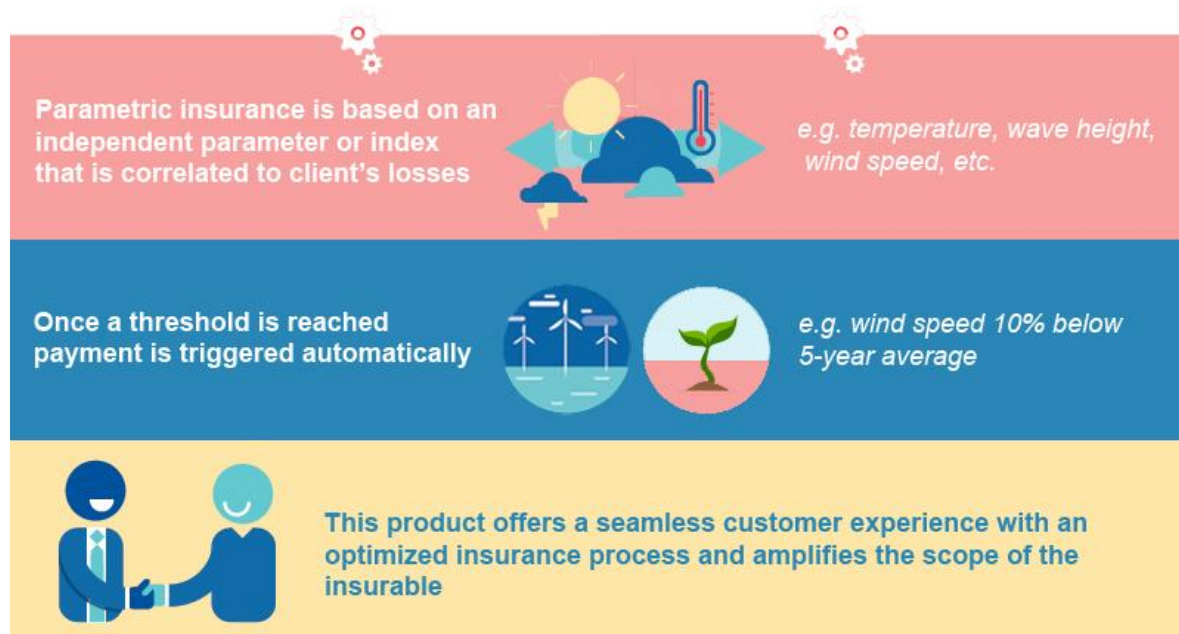 Parametric insurance is based on an
independent parameter or index
that is correlated to client's losses
e.g. temperature, wave height,
wind speed, etc.
Once a threshold is reached
payment is triggered automatically
e.g. wind speed 10% below
5-year average
This product offers a seamless customer experience with an
optimized insurance process and amplifies the scope of the
insurable